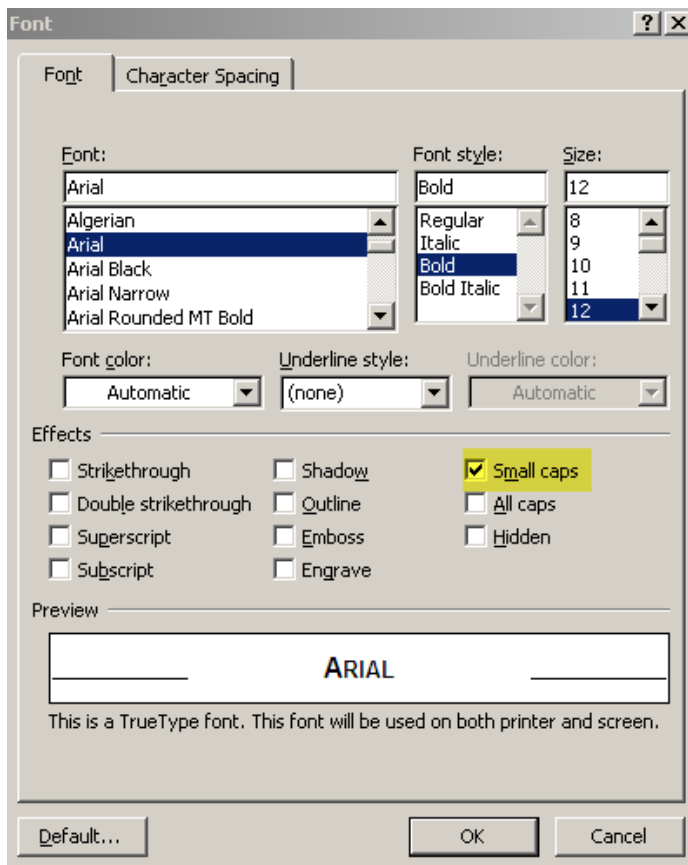 Font
Font Character Spacing
Font: Font style: Size:
Arial Bold 12
Algerian Regular 8
Arial Italic 9
Arial Black Bold 10
Arial Narrow Bold Italic 11
Arial Rounded MT Bold 12
Font color: Underline style: Underline color:
Automatic (none) Automatic
Effects
Strikethrough Shadow Small caps
Double strikethrough Outline All caps
Superscript Emboss Hidden
Subscript Engrave
Preview
ARIAL
This is a TrueType font. This font will be used on both printer and screen.
Default... OK Cancel